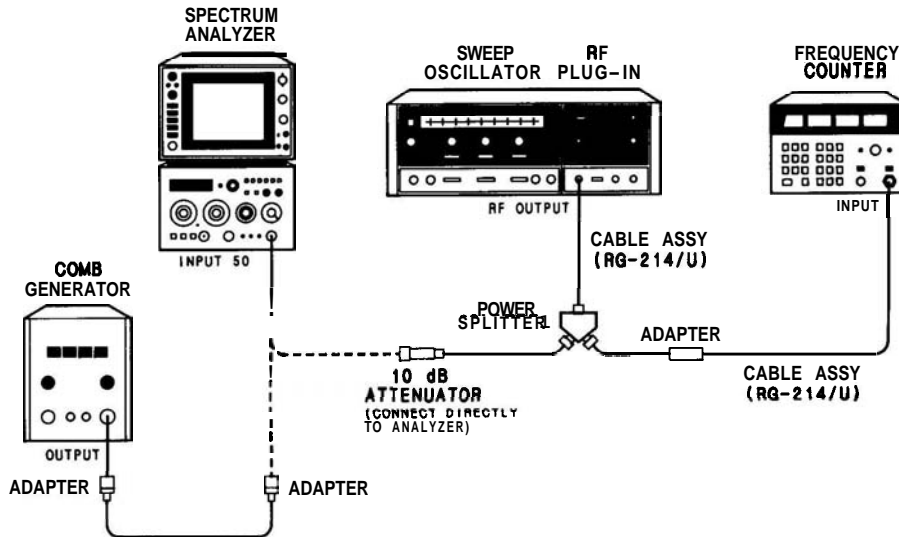 SPECTRUM
ANALYZER
SWEEP
OSCILLATOR
RF
PLUG-IN
FREQUENCY
COUNTER
RF OUTPUT
INPUT
INPUT 50
CABLE ASSY
(RG-214/U)
COMB
GENERATOR
POWER
SPLITTER
ADAPTER
10 dB
ATTENUATOR
(CONNECT DIRECTLY
TO ANALYZER)
CABLE ASSY
(RG-214/U)
OUTPUT
ADAPTER
ADAPTER